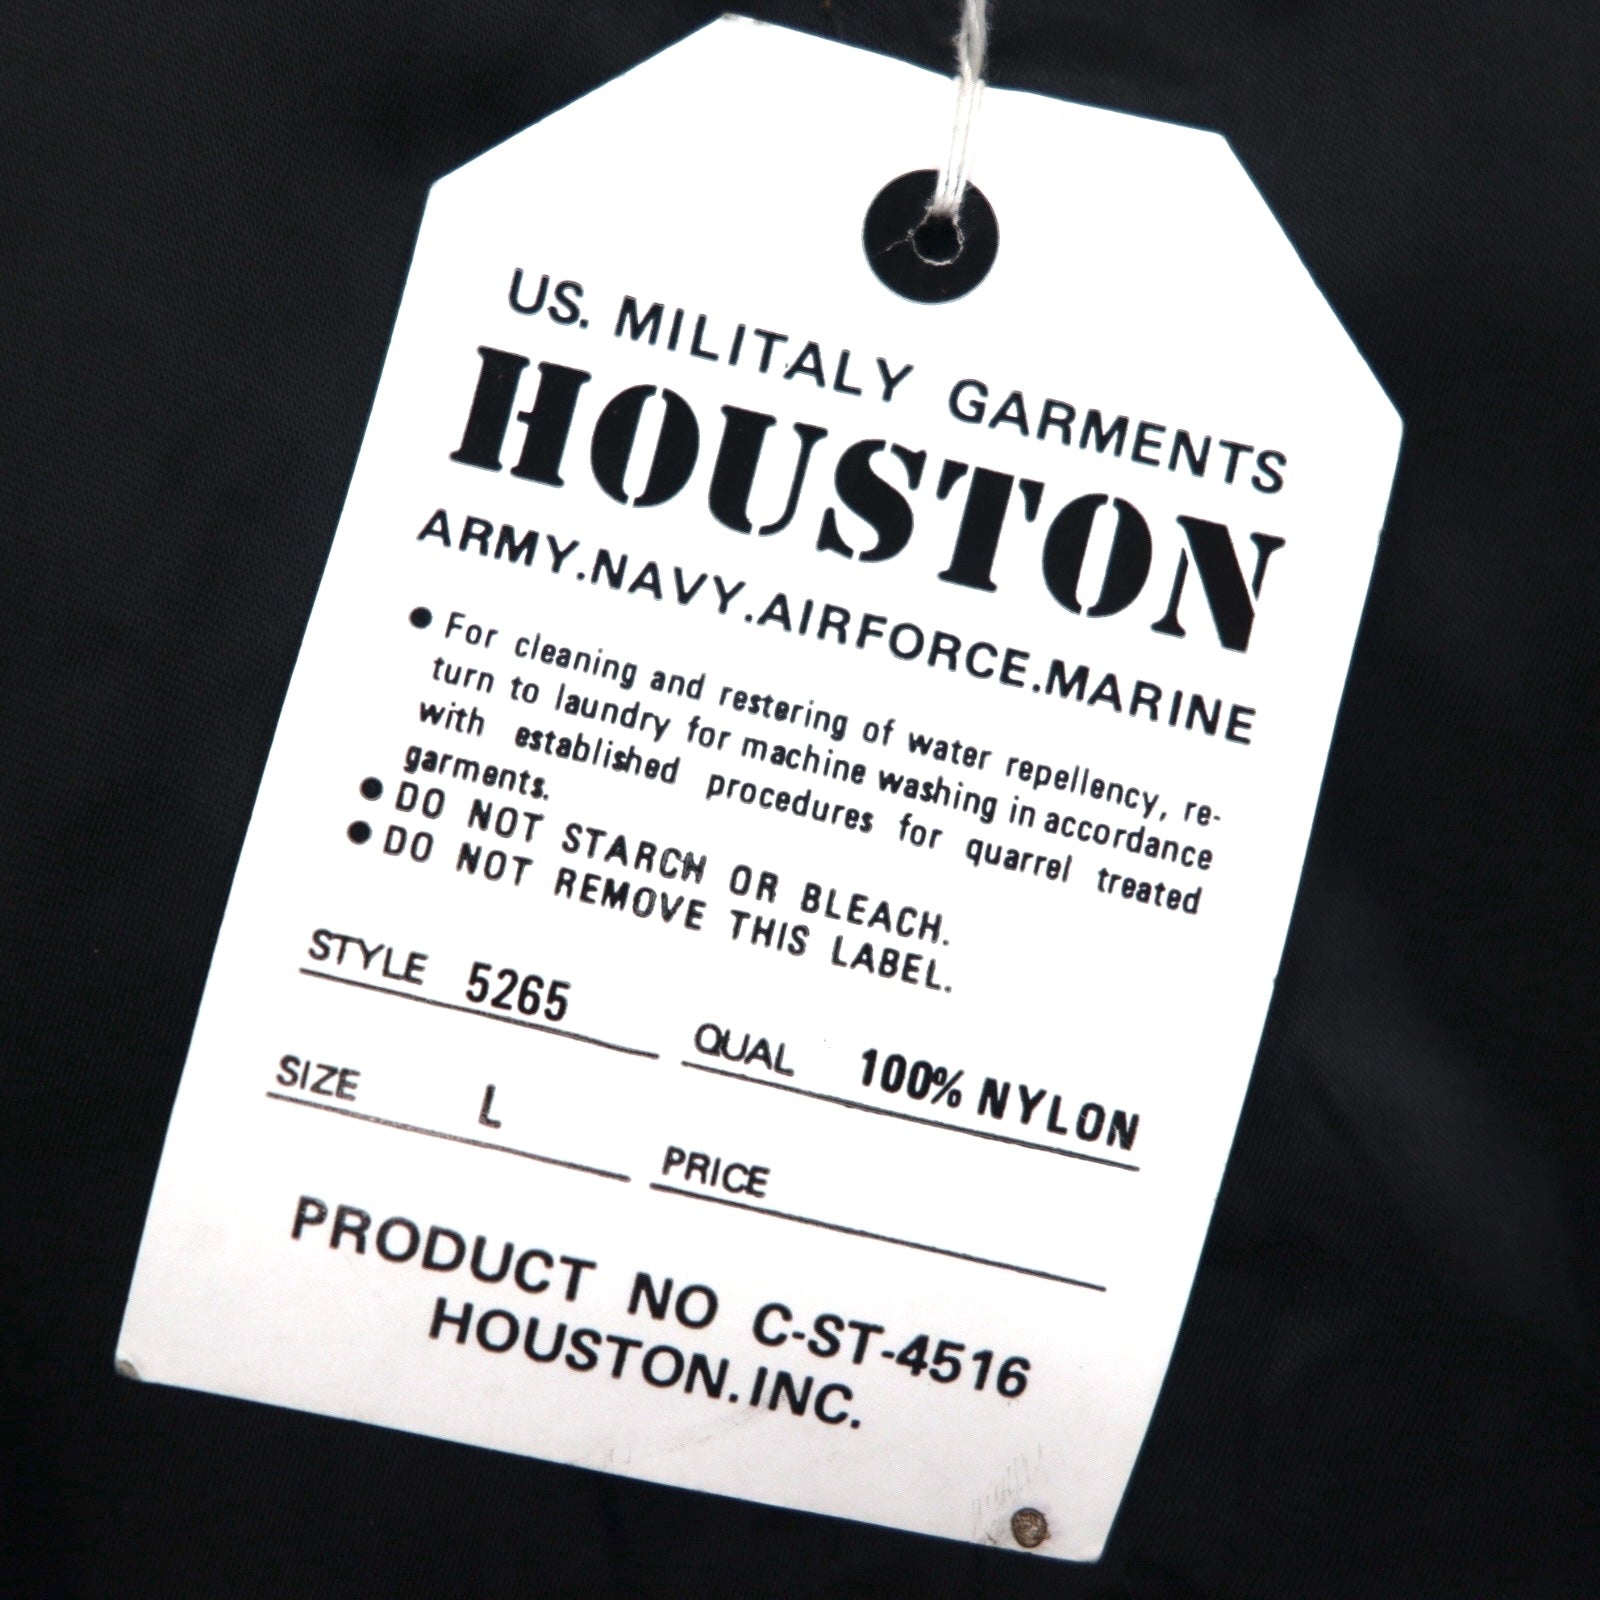 US. MILITALY GARMENTS
HOUSTON
ARMY.NAVY.AIRFORCE.MARINE
● For cleaning and restering of water repellency, re-
turn to laundry for machine washing in accordance
with established procedures for quarrel treated
garments.
● DO NOT STARCH OR BLEACH.
● DO NOT REMOVE THIS LABEL.
STYLE 5265
QUAL 100% NYLON
SIZE L
PRICE
PRODUCT NO C-ST-4516
HOUSTON.INC.